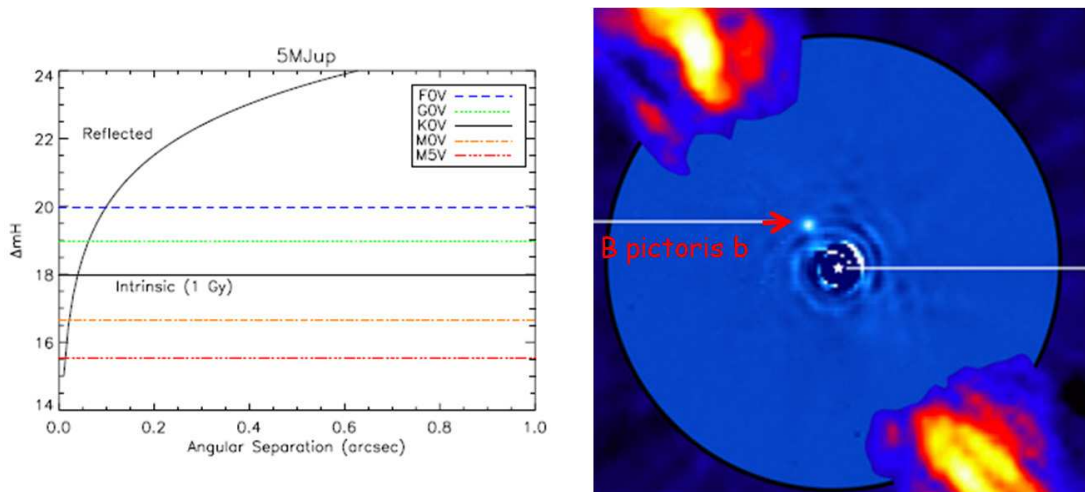 5MJup
24
22
20
18
16
14
ΔmH
Reflected
Intrinsic (1 Gy)
F0V
G0V
K0V
M0V
M5V
0.0 0.2 0.4 0.6 0.8 1.0
Angular Separation (arcsec)
B pictoris b